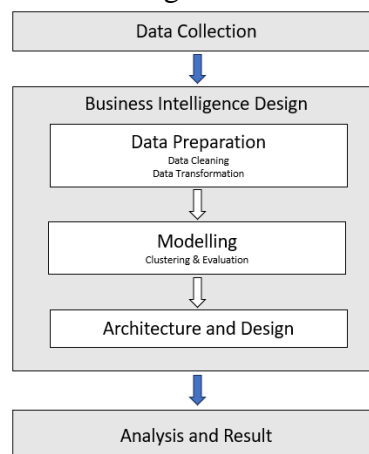 Data Collection
Business Intelligence Design
Data Preparation
Data Cleaning
Data Transformation
Modelling
Clustering & Evaluation
Architecture and Design
Analysis and Result